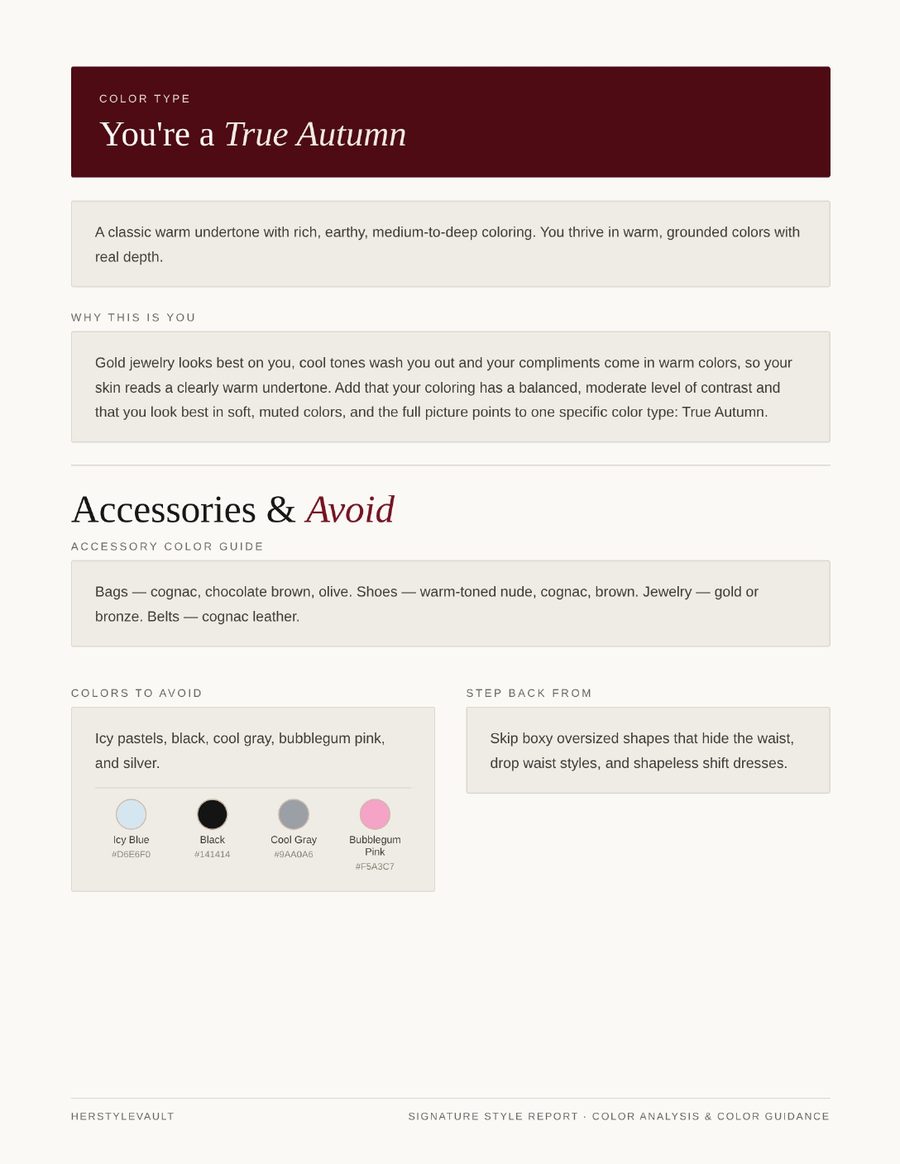 COLOR TYPE
You're a True Autumn
A classic warm undertone with rich, earthy, medium-to-deep coloring. You thrive in warm, grounded colors with
real depth.
WHY THIS IS YOU
Gold jewelry looks best on you, cool tones wash you out and your compliments come in warm colors, so your
skin reads a clearly warm undertone. Add that your coloring has a balanced, moderate level of contrast and
that you look best in soft, muted colors, and the full picture points to one specific color type: True Autumn.
Accessories & Avoid
ACCESSORY COLOR GUIDE
Bags — cognac, chocolate brown, olive. Shoes — warm-toned nude, cognac, brown. Jewelry — gold or
bronze. Belts — cognac leather.
COLORS TO AVOID
Icy pastels, black, cool gray, bubblegum pink,
and silver.
Icy Blue
#D6E6F0
Black
#141414
Cool Gray
#9AA0A6
Bubblegum
Pink
#F5A3C7
STEP BACK FROM
Skip boxy oversized shapes that hide the waist,
drop waist styles, and shapeless shift dresses.
HERSTYLEVAULT
SIGNATURE STYLE REPORT · COLOR ANALYSIS & COLOR GUIDANCE